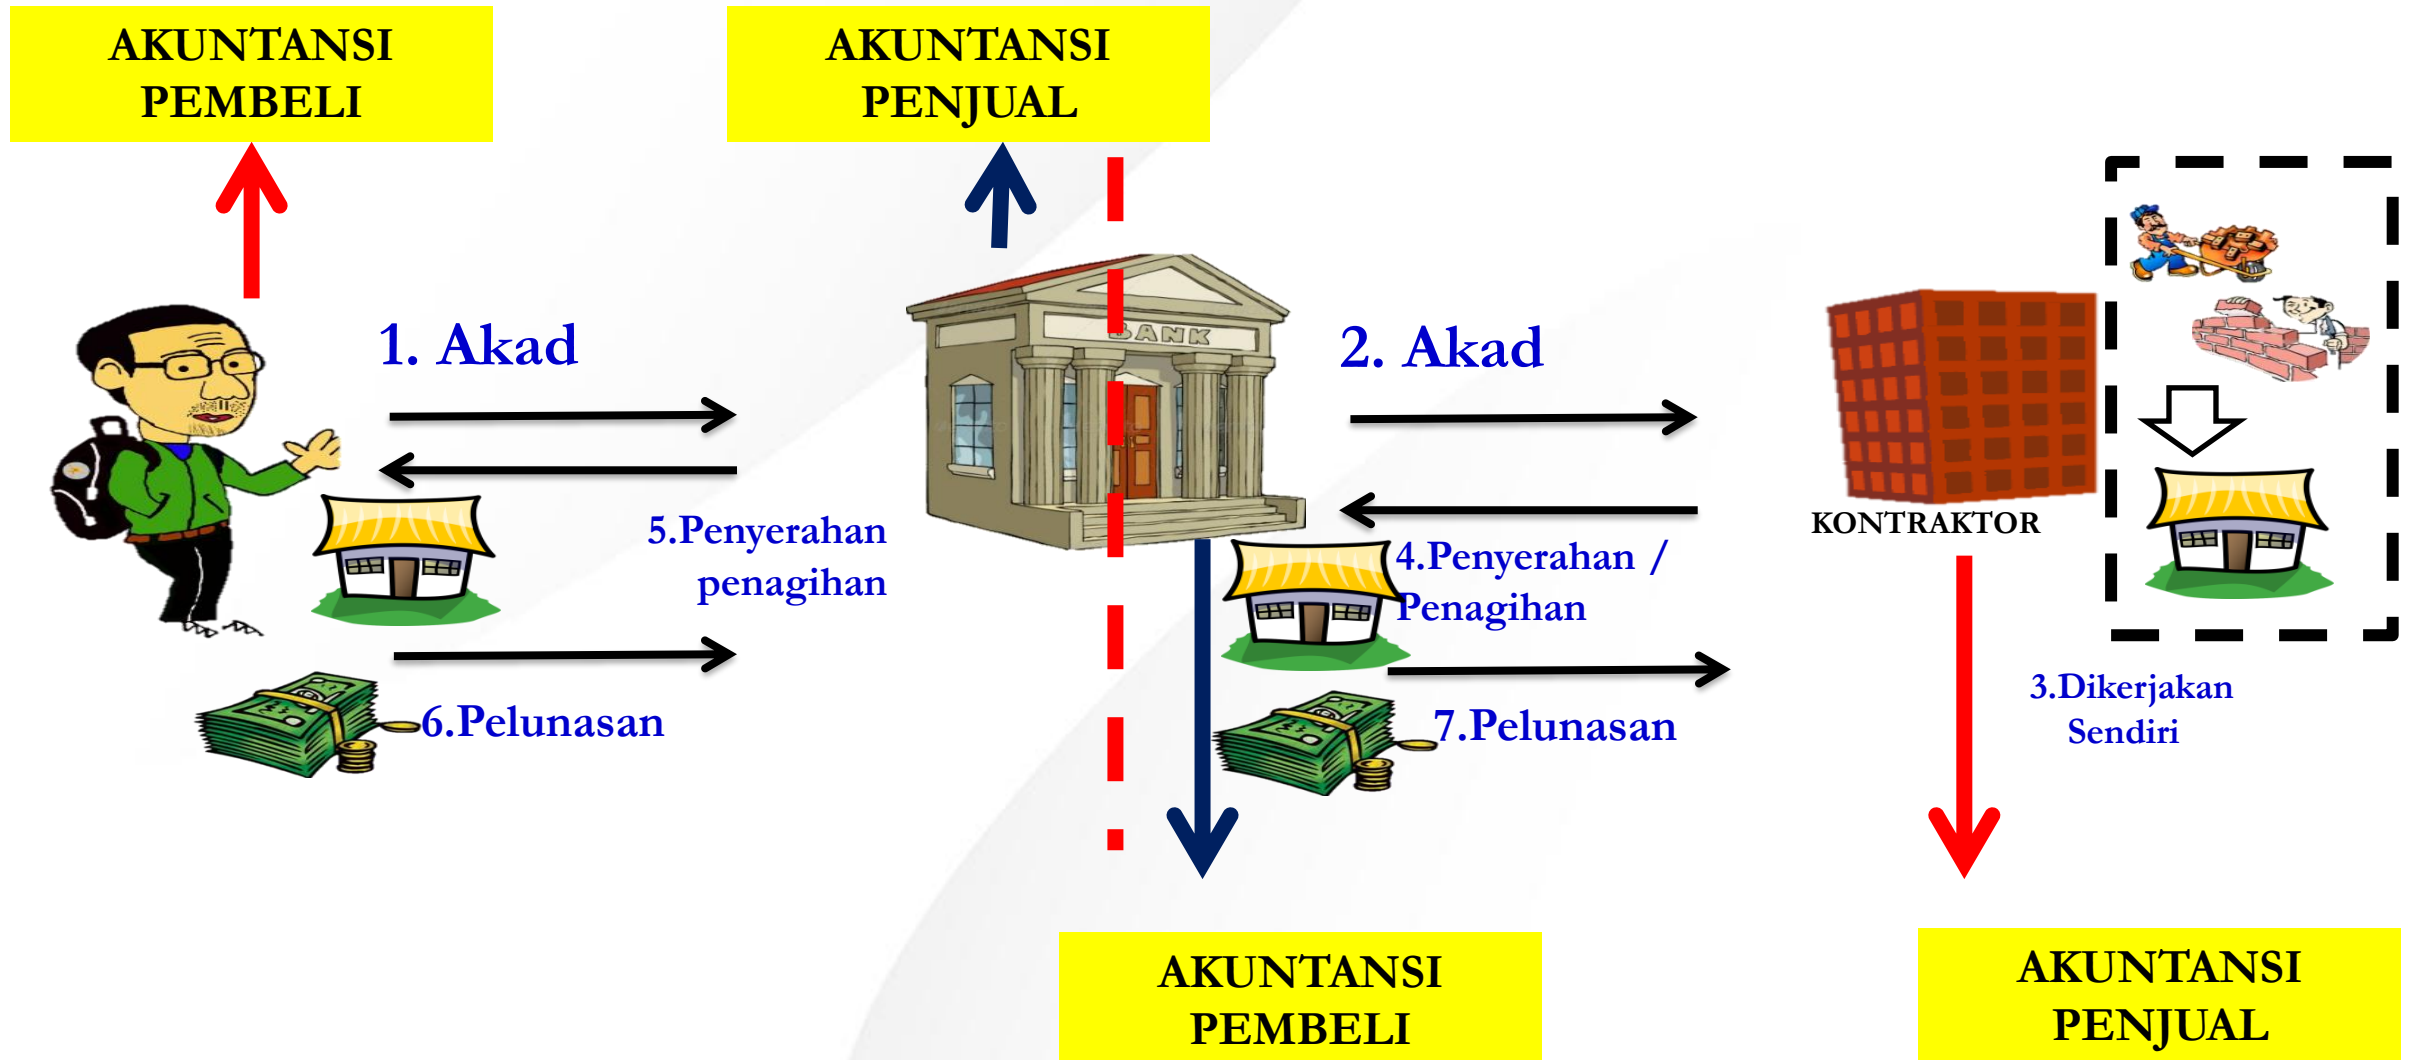 AKUNTANSI
PEMBELI
AKUNTANSI
PENJUAL
1. Akad
BANK
2. Akad
KONTRAKTOR
5.Penyerahan
penagihan
4.Penyerahan /
Penagihan
6.Pelunasan
7.Pelunasan
3.Dikerjakan
Sendiri
AKUNTANSI
PEMBELI
AKUNTANSI
PENJUAL